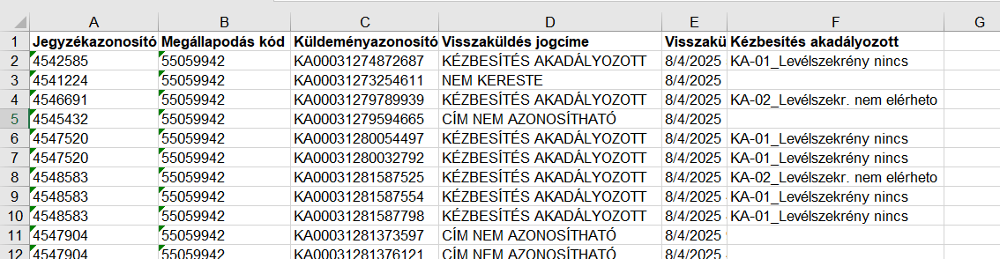 A B C D E F G
1 Jegyzékazonosító Megállapodás kód Küldeményazonosító Visszaküldés jogcíme Visszakü Kézbesítés akadályozott
2 4542585 55059942 KA00031274872687 KÉZBESÍTÉS AKADÁLYOZOTT 8/4/2025 KA-01_Levélszekrény nincs
3 4541224 55059942 KA00031273254611 NEM KERESTE 8/4/2025
4 4546691 55059942 KA00031279789939 KÉZBESÍTÉS AKADÁLYOZOTT 8/4/2025 KA-02_Levélszekr. nem elérheto
5 4545432 55059942 KA00031279594665 CÍM NEM AZONOSÍTHATÓ 8/4/2025
6 4547520 55059942 KA00031280054497 KÉZBESÍTÉS AKADÁLYOZOTT 8/4/2025 KA-01_Levélszekrény nincs
7 4547520 55059942 KA00031280032792 KÉZBESÍTÉS AKADÁLYOZOTT 8/4/2025 KA-01_Levélszekrény nincs
8 4548583 55059942 KA00031281587525 KÉZBESÍTÉS AKADÁLYOZOTT 8/4/2025 KA-02_Levélszekr. nem elérheto
9 4548583 55059942 KA00031281587554 KÉZBESÍTÉS AKADÁLYOZOTT 8/4/2025 KA-01_Levélszekrény nincs
10 4548583 55059942 KA00031281587798 KÉZBESÍTÉS AKADÁLYOZOTT 8/4/2025 KA-01_Levélszekrény nincs
11 4547904 55059942 KA00031281373597 CÍM NEM AZONOSÍTHATÓ 8/4/2025
12 4547904 55059942 KA00031281376121 CÍM NEM AZONOSÍTHATÓ 8/4/2025